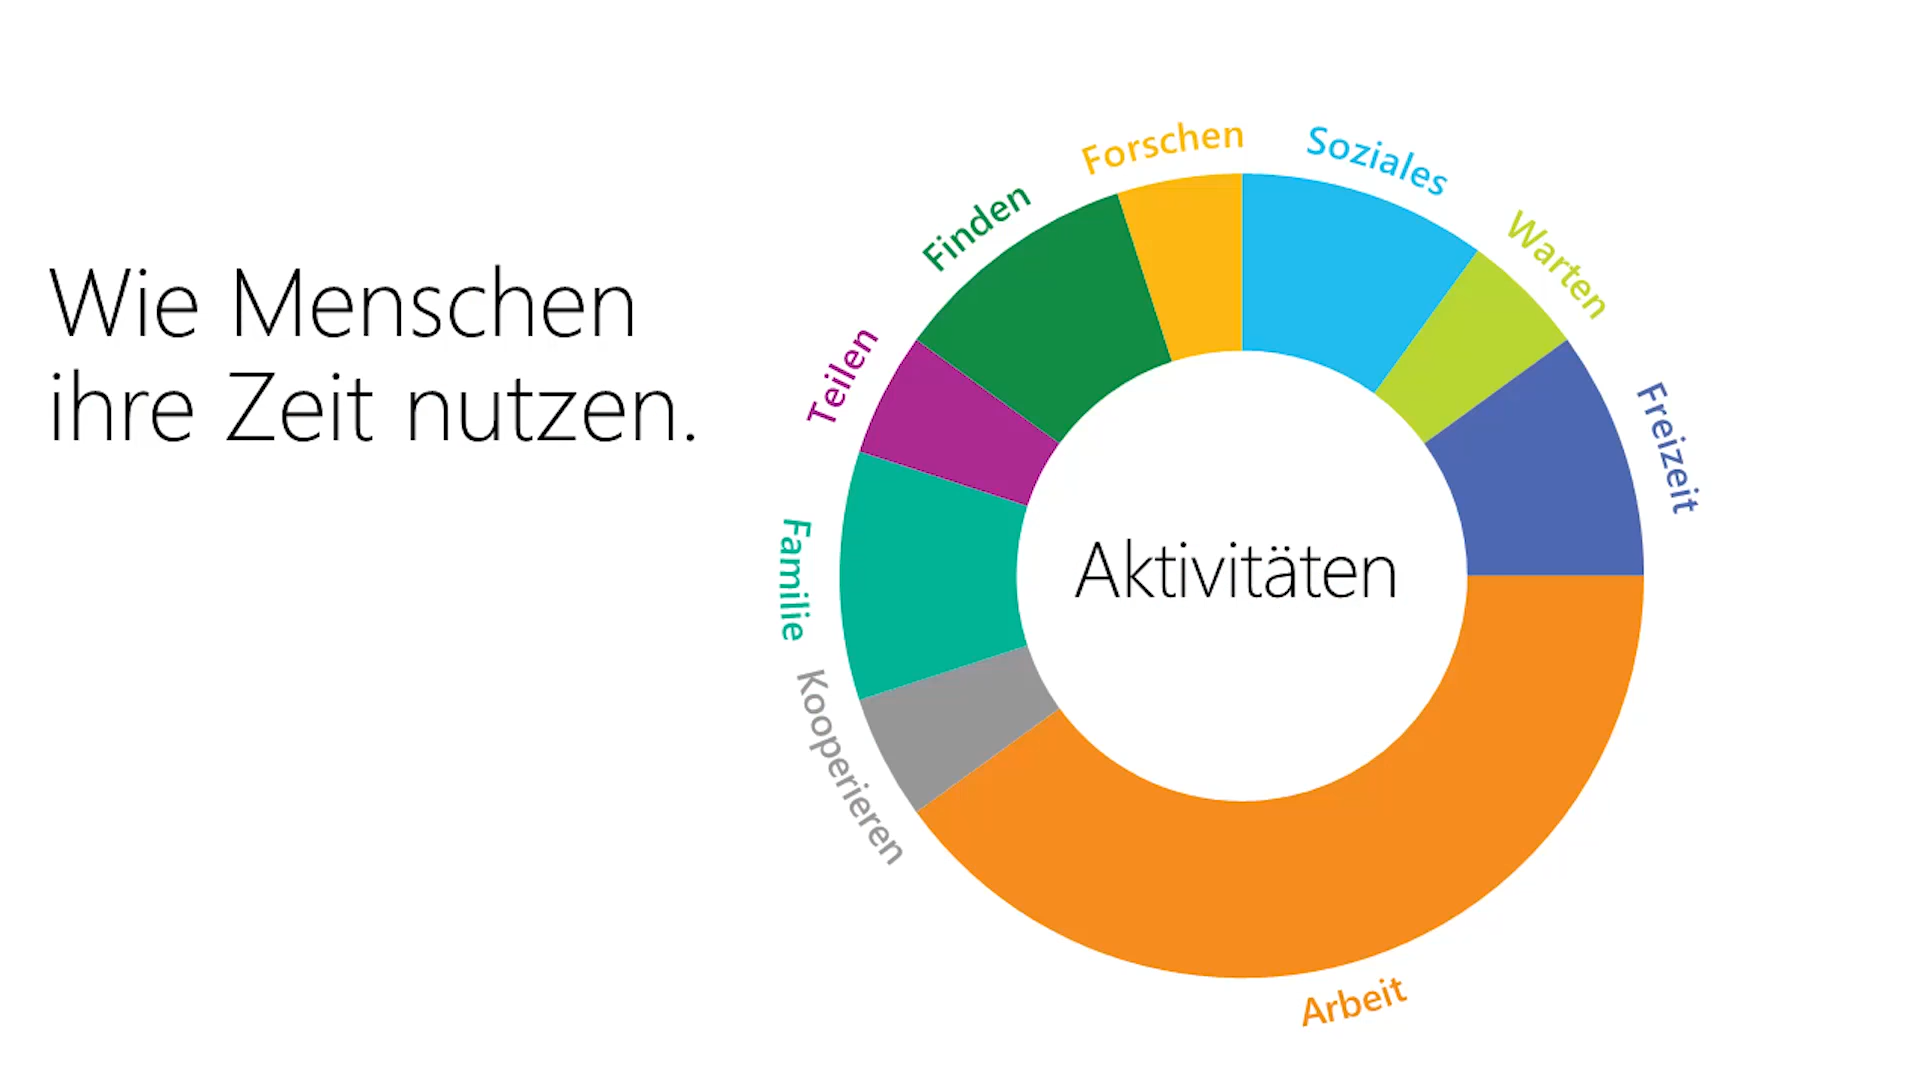 Wie Menschen
ihre Zeit nutzen.
Forschen
Soziales
Warten
Freizeit
Arbeit
Kooperieren
Familie
Teilen
Finden
Aktivitäten